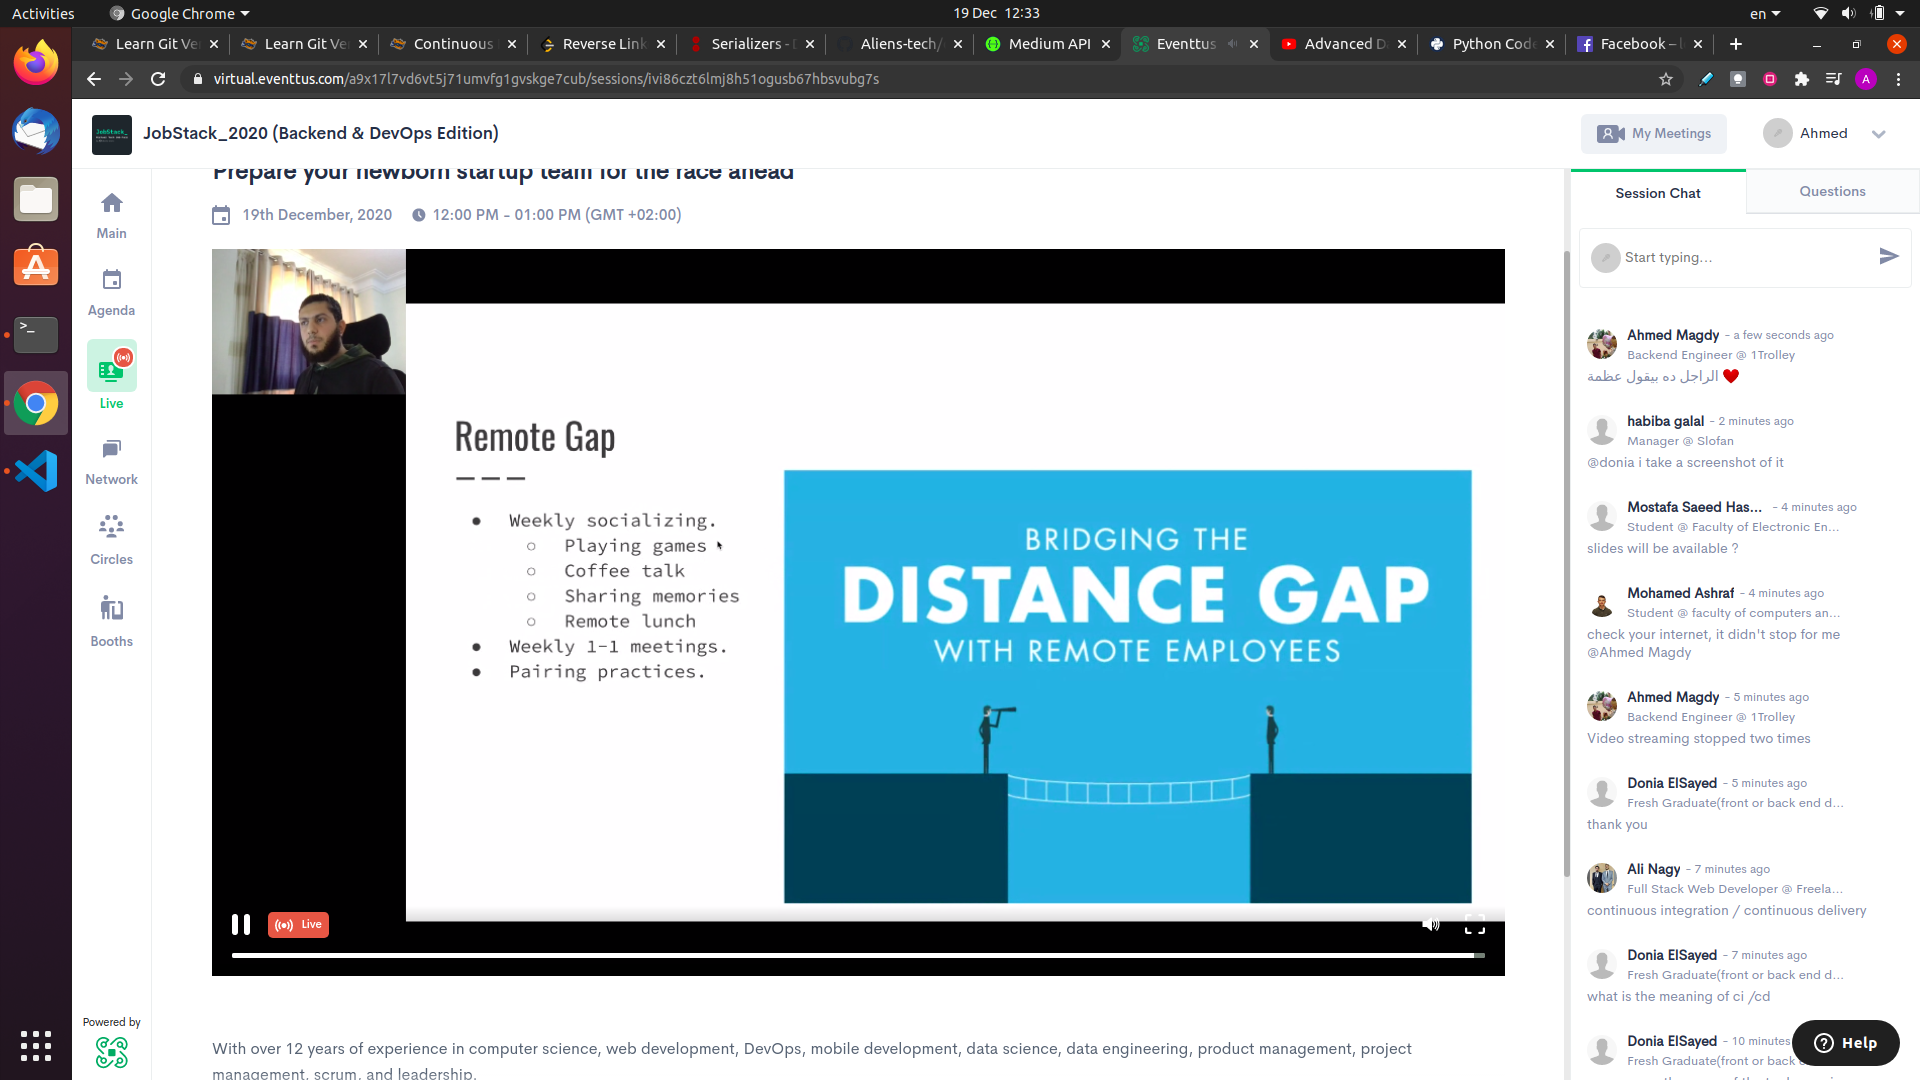 Activities
Google Chrome
19 Dec 12:33
en
Learn Git Ve
Learn Git Ve
Continuous
Reverse Link
Serializers - D
Aliens-tech/
Medium API
Eventtus
Advanced D
Python Code
Facebook – l
virtual.eventtus.com/a9x17l7vd6vt5j71umvfg1gvskge7cub/sessions/ivi86czt6lmj8h51ogusb67hbsvubg7s
A
JobStack_
JobStack_2020 (Backend & DevOps Edition)
My Meetings
Ahmed
Main
Agenda
Live
Network
Circles
Booths
Powered by
Prepare your newborn startup team for the race ahead
19th December, 2020
12:00 PM - 01:00 PM (GMT +02:00)
Remote Gap
Weekly socializing.
Playing games
Coffee talk
Sharing memories
Remote lunch
Weekly 1-1 meetings.
Pairing practices.
BRIDGING THE
DISTANCE GAP
WITH REMOTE EMPLOYEES
Live
With over 12 years of experience in computer science, web development, DevOps, mobile development, data science, data engineering, product management, project
management, scrum, and leadership.
Session Chat
Questions
Start typing...
Ahmed Magdy - a few seconds ago
Backend Engineer @ 1Trolley
الراجل ده بيقول عظمة ❤
habiba galal - 2 minutes ago
Manager @ Slofan
@donia i take a screenshot of it
Mostafa Saeed Has... - 4 minutes ago
Student @ Faculty of Electronic En...
slides will be available ?
Mohamed Ashraf - 4 minutes ago
Student @ faculty of computers an...
check your internet, it didn't stop for me
@Ahmed Magdy
Ahmed Magdy - 5 minutes ago
Backend Engineer @ 1Trolley
Video streaming stopped two times
Donia ElSayed - 5 minutes ago
Fresh Graduate(front or back end d...
thank you
Ali Nagy - 7 minutes ago
Full Stack Web Developer @ Freela...
continuous integration / continuous delivery
Donia ElSayed - 7 minutes ago
Fresh Graduate(front or back end d...
what is the meaning of ci /cd
Donia ElSayed - 10 minutes
Fresh Graduate(front or back
Help